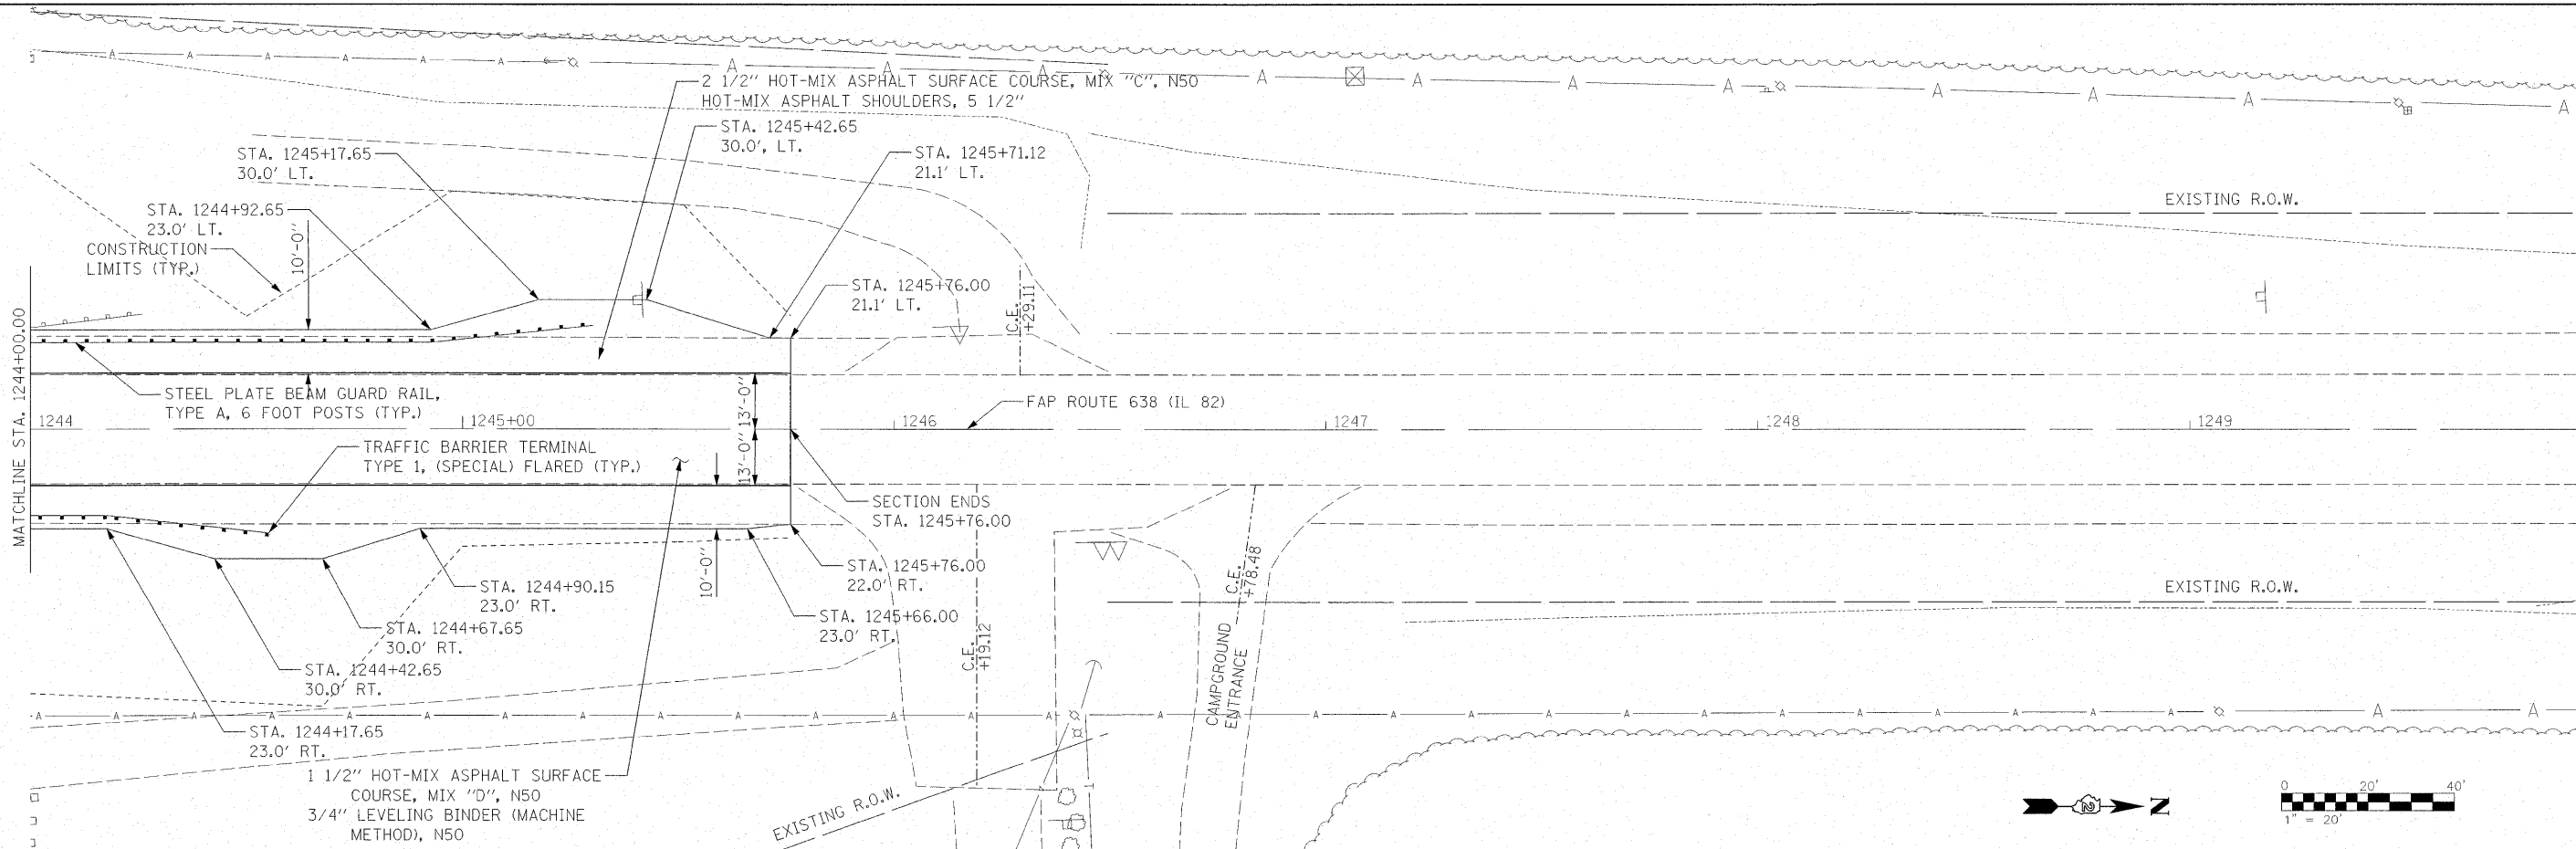 2 1/2" HOT-MIX ASPHALT SURFACE COURSE, MIX "C", N50
HOT-MIX ASPHALT SHOULDERS, 5 1/2"
STA. 1245+42.65
30.0', LT.
STA. 1245+17.65
30.0' LT.
STA. 1245+71.12
21.1' LT.
EXISTING R.O.W.
STA. 1244+92.65
23.0' LT.
CONSTRUCTION
LIMITS (TYP.)
10'-0"
STA. 1245+76.00
21.1' LT.
C.E.
+29.11
MATCHLINE STA. 1244+00.00
STEEL PLATE BEAM GUARD RAIL,
TYPE A, 6 FOOT POSTS (TYP.)
13'-0"
13'-0"
FAP ROUTE 638 (IL 82)
1244
1245+00
1246
1247
1248
1249
TRAFFIC BARRIER TERMINAL
TYPE 1, (SPECIAL) FLARED (TYP.)
SECTION ENDS
STA. 1245+76.00
STA. 1245+76.00
22.0' RT.
10'-0"
STA. 1244+90.15
23.0' RT.
STA. 1245+66.00
23.0' RT.
STA. 1244+67.65
30.0' RT.
STA. 1244+42.65
30.0' RT.
C.E.
+19.12
CAMPGROUND
ENTRANCE
C.E.
+78.48
EXISTING R.O.W.
A A A A A A A A A A A A A A A A
A A A A A A A A A A A A A A A A A A A A A A A A A A A A A A A
STA. 1244+17.65
23.0' RT.
1 1/2" HOT-MIX ASPHALT SURFACE
COURSE, MIX "D", N50
3/4" LEVELING BINDER (MACHINE
METHOD), N50
EXISTING R.O.W.
N
0 20' 40'
1" = 20'